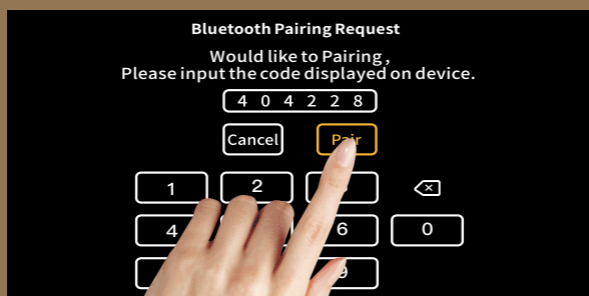 Bluetooth Pairing Request
Would like to Pairing ,
Please input the code displayed on device.
4 0 4 2 2 8
Cancel Pair
1 2
4 6 0
9